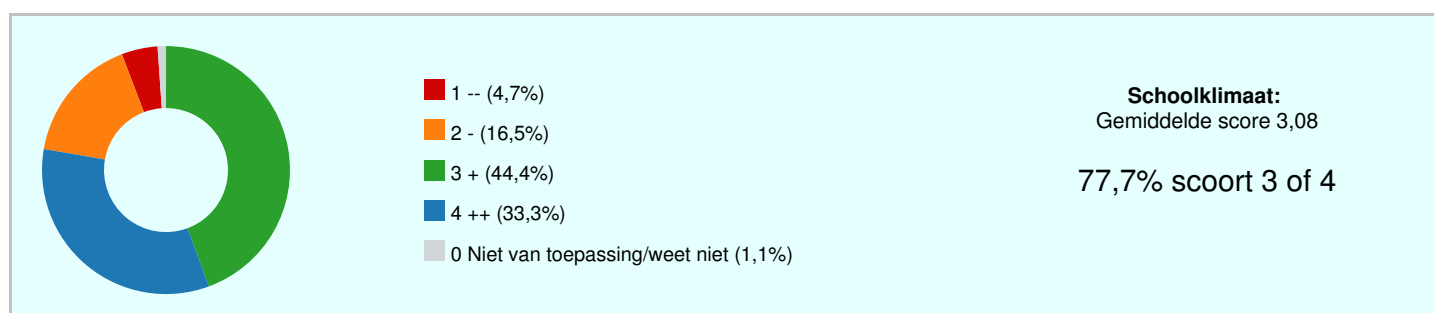 1 -- (4,7%)
2 - (16,5%)
3 + (44,4%)
4 ++ (33,3%)
0 Niet van toepassing/weet niet (1,1%)
Schoolklimaat:
Gemiddelde score 3,08
77,7% scoort 3 of 4